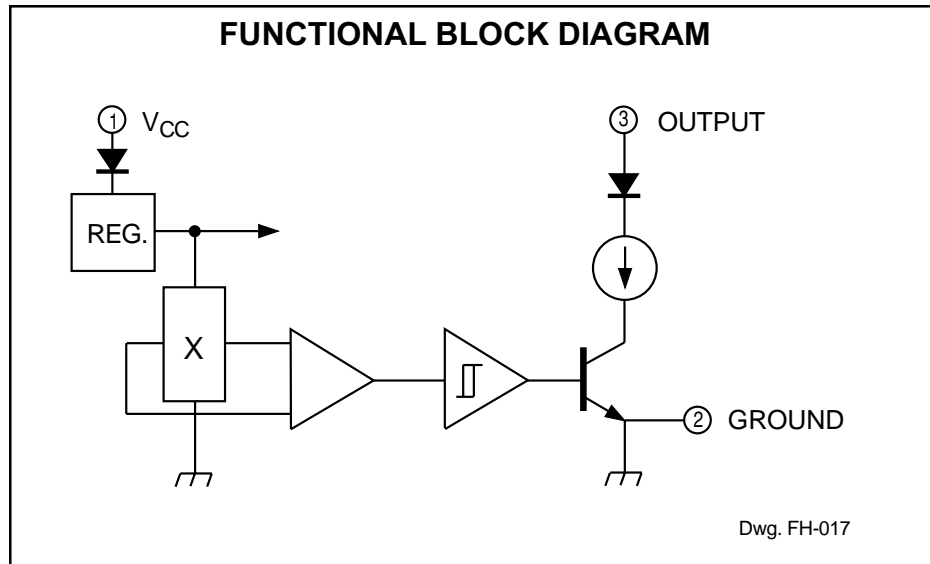 FUNCTIONAL BLOCK DIAGRAM
1 VCC
3 OUTPUT
REG.
X
2 GROUND
Dwg. FH-017